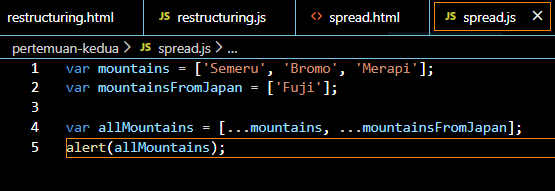 restructuring.html JS restructuring.js <> spread.html JS spread.js ×
pertemuan-kedua > JS spread.js > ...
1 var mountains = ['Semeru', 'Bromo', 'Merapi'];
2 var mountainsFromJapan = ['Fuji'];
3
4 var allMountains = [...mountains, ...mountainsFromJapan];
5 alert(allMountains);